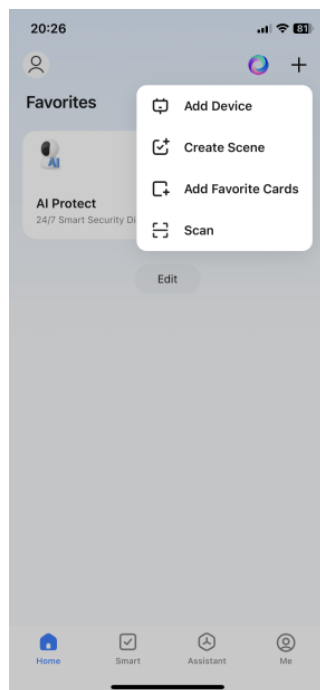 20:26
81
Favorites
Add Device
Create Scene
Add Favorite Cards
Scan
AI
AI Protect
24/7 Smart Security Di
Edit
Home
Smart
Assistant
Me